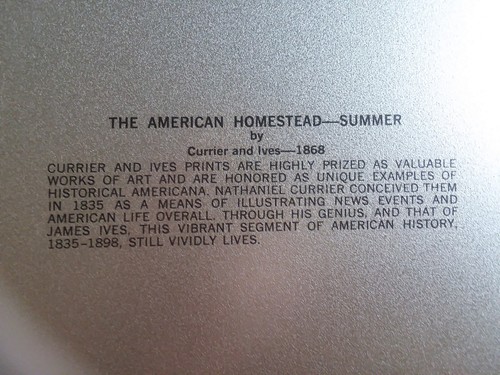 THE AMERICAN HOMESTEAD—SUMMER
by
Currier and Ives—1868
CURRIER AND IVES PRINTS ARE HIGHLY PRIZED AS VALUABLE
WORKS OF ART AND ARE HONORED AS UNIQUE EXAMPLES OF
HISTORICAL AMERICANA. NATHANIEL CURRIER CONCEIVED THEM
IN 1835 AS A MEANS OF ILLUSTRATING NEWS EVENTS AND
AMERICAN LIFE OVERALL. THROUGH HIS GENIUS, AND THAT OF
JAMES IVES, THIS VIBRANT SEGMENT OF AMERICAN HISTORY,
1835-1898, STILL VIVIDLY LIVES.